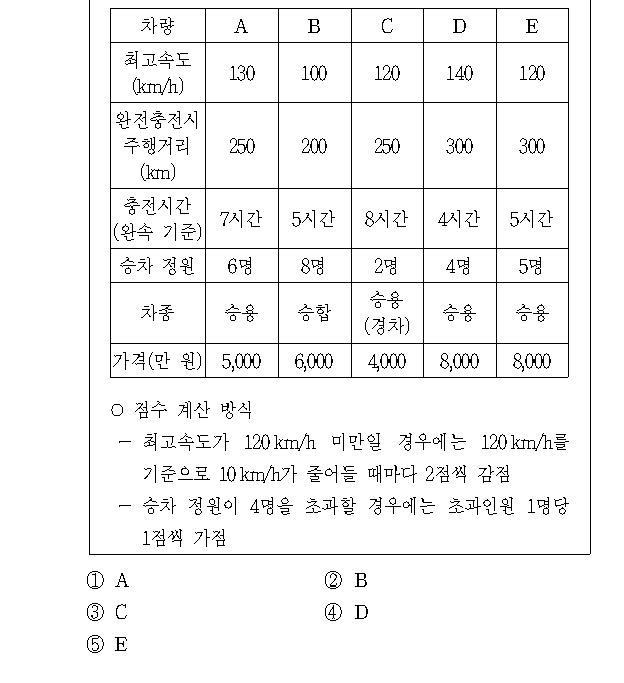 차량 A B C D E
최고속도
(km/h) 130 100 120 140 120
완전충전시
주행거리
(km) 250 200 250 300 300
충전시간
(완속 기준) 7시간 5시간 8시간 4시간 5시간
승차 정원 6명 8명 2명 4명 5명
차종 승용 승합 승용
(경차) 승용 승용
가격(만 원) 5,000 6,000 4,000 8,000 8,000
○ 점수 계산 방식
- 최고속도가 120km/h 미만일 경우에는 120km/h를
기준으로 10km/h가 줄어들 때마다 2점씩 감점
- 승차 정원이 4명을 초과할 경우에는 초과인원 1명당
1점씩 가점
① A ② B
③ C ④ D
⑤ E